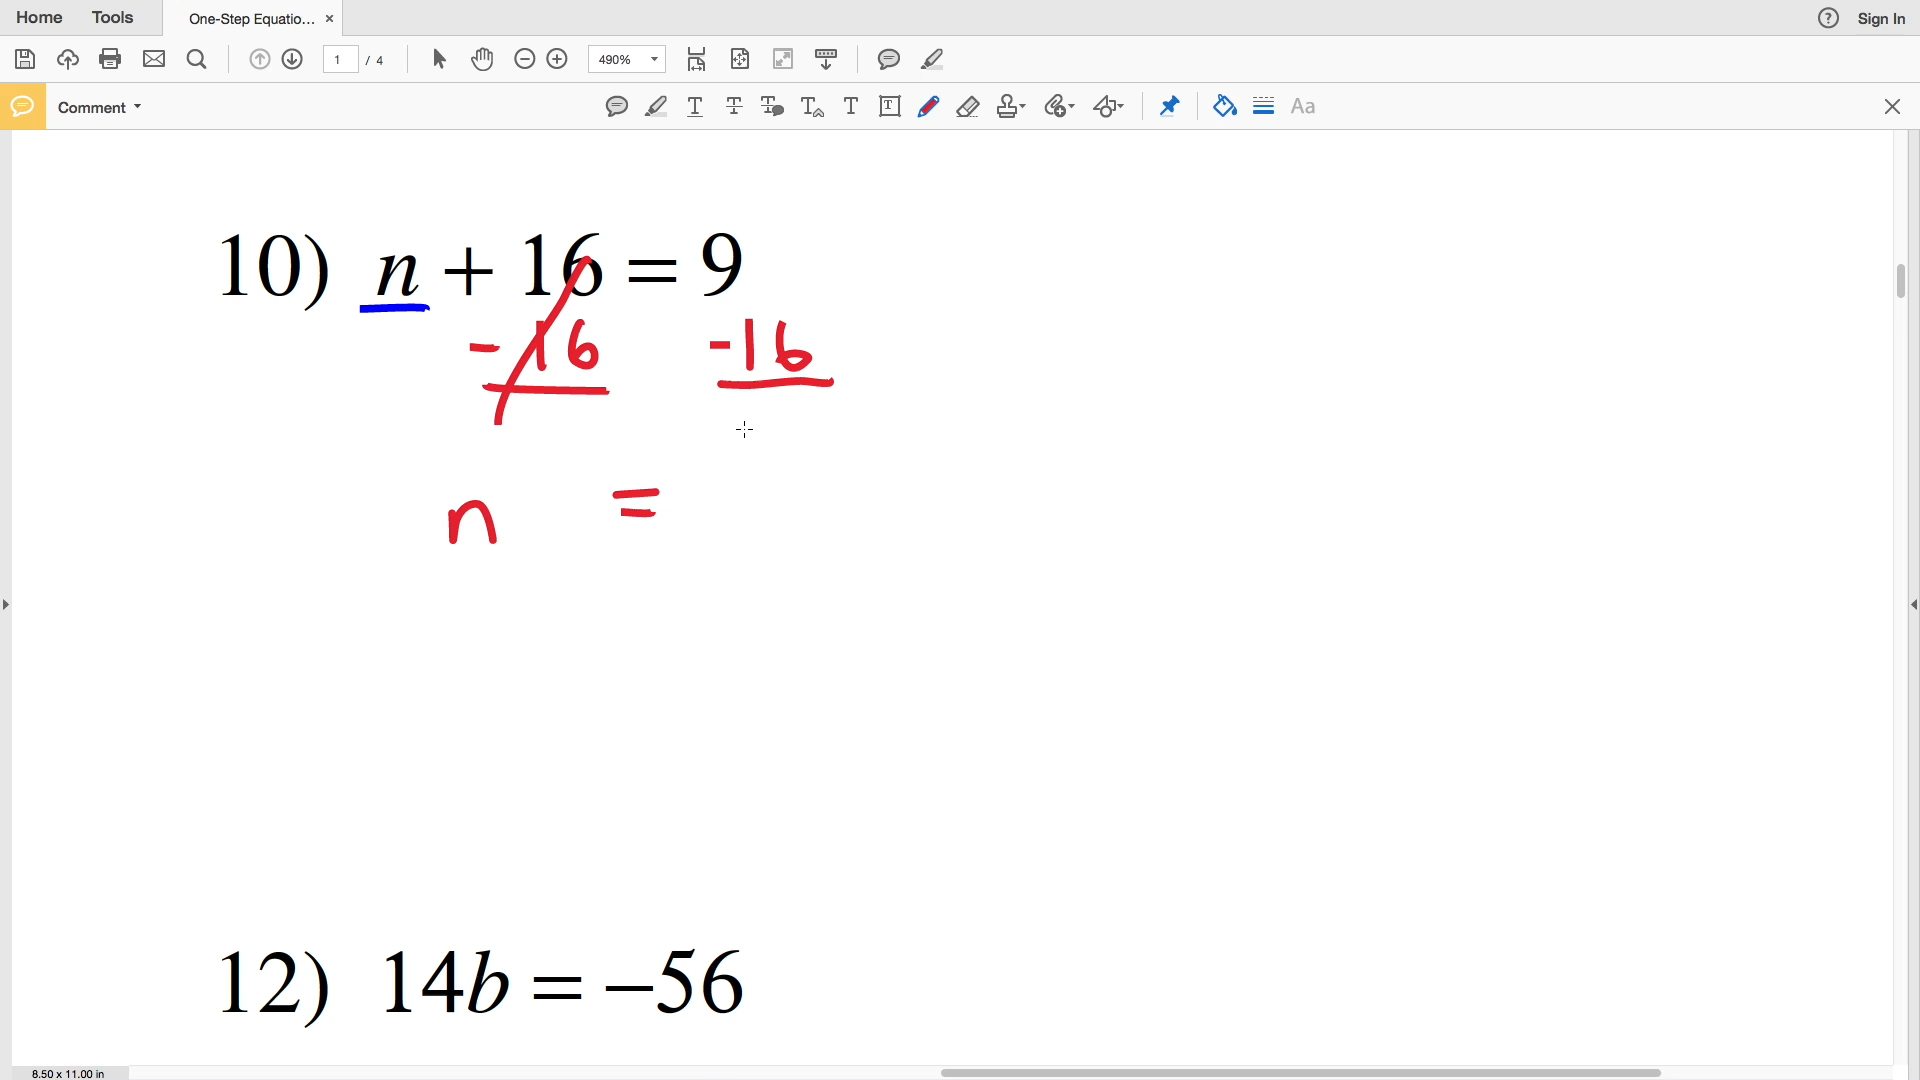 Home Tools One-Step Equatio... × ? Sign In
1 / 4 490%
Comment Aa
10) n + 16 = 9
-16 -16
n =
12) 14b = −56
8.50 x 11.00 in